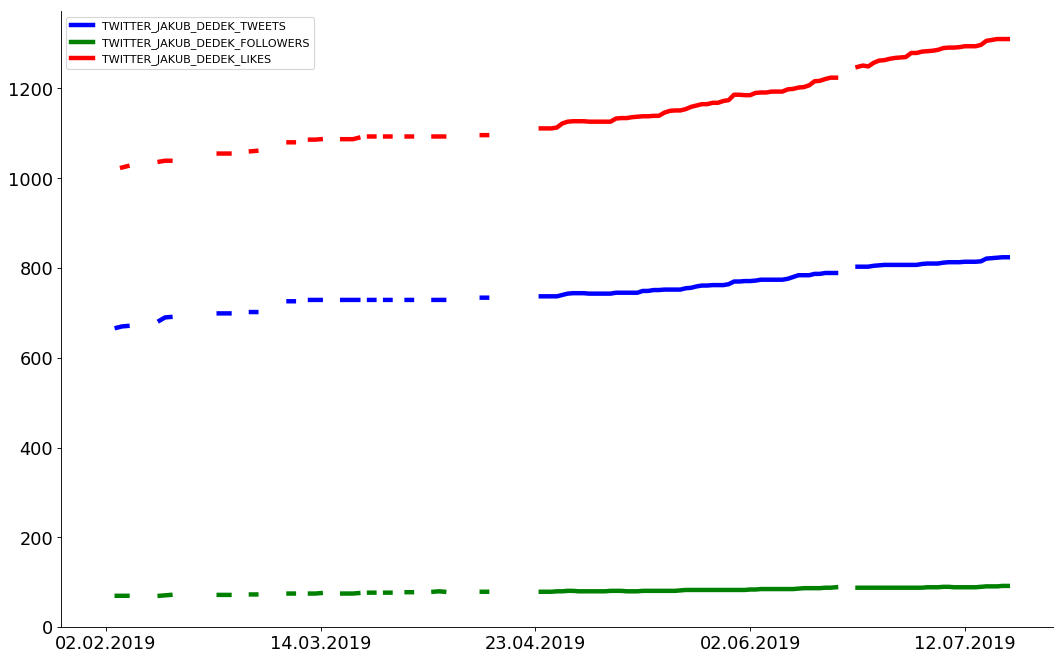 TWITTER_JAKUB_DEDEK_TWEETS
TWITTER_JAKUB_DEDEK_FOLLOWERS
TWITTER_JAKUB_DEDEK_LIKES
1200
1000
800
600
400
200
0
02.02.2019 14.03.2019 23.04.2019 02.06.2019 12.07.2019